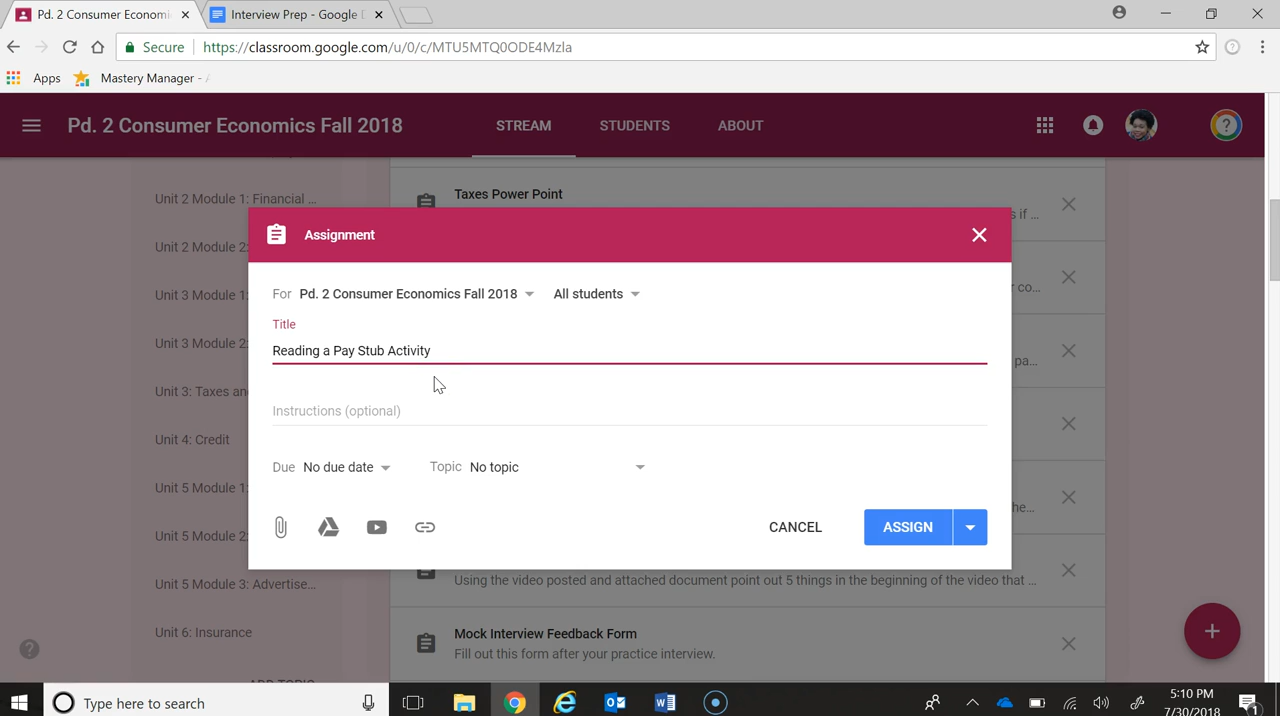 Pd. 2 Consumer Economi
Interview Prep - Google D
Secure
https://classroom.google.com/u/0/c/MTU5MTQ0ODE4Mzla
Apps
Mastery Manager -
Pd. 2 Consumer Economics Fall 2018
STREAM
STUDENTS
ABOUT
Unit 2 Module 1: Financial ...
Unit 2 Module 2:
Unit 3 Module 1:
Unit 3 Module 2:
Unit 3: Taxes an
Unit 4: Credit
Unit 5 Module 1:
Unit 5 Module 2:
Unit 5 Module 3: Advertise...
Unit 6: Insurance
Taxes Power Point
s if ...
co...
pa...
he...
Assignment
For Pd. 2 Consumer Economics Fall 2018 All students
Title
Reading a Pay Stub Activity
Instructions (optional)
Due No due date Topic No topic
CANCEL
ASSIGN
Using the video posted and attached document point out 5 things in the beginning of the video that ...
Mock Interview Feedback Form
Fill out this form after your practice interview.
ADD TOPIC
Type here to search
5:10 PM
7/30/2018
1